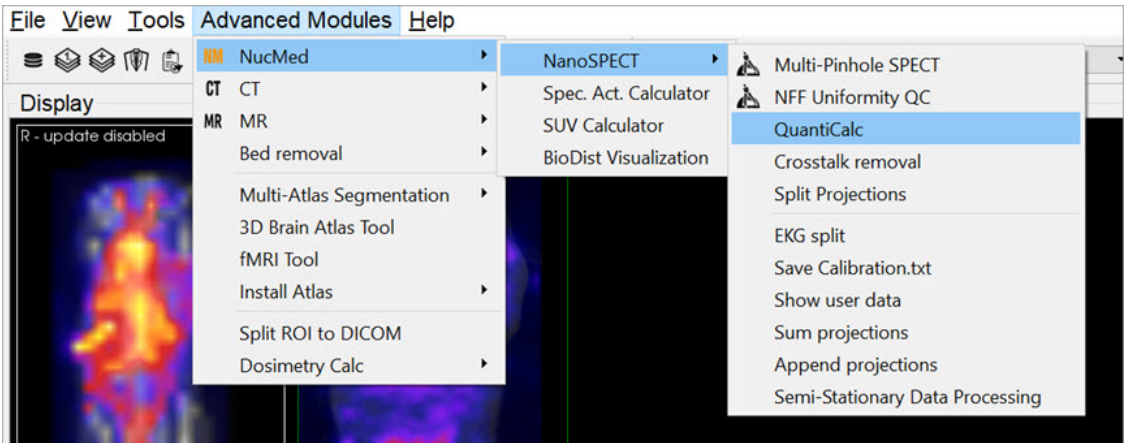 File View Tools Advanced Modules Help
NM NucMed
CT CT
MR MR
Bed removal
Multi-Atlas Segmentation
3D Brain Atlas Tool
fMRI Tool
Install Atlas
Split ROI to DICOM
Dosimetry Calc
NanoSPECT
Spec. Act. Calculator
SUV Calculator
BioDist Visualization
Multi-Pinhole SPECT
NFF Uniformity QC
QuantiCalc
Crosstalk removal
Split Projections
EKG split
Save Calibration.txt
Show user data
Sum projections
Append projections
Semi-Stationary Data Processing
Display
R - update disabled